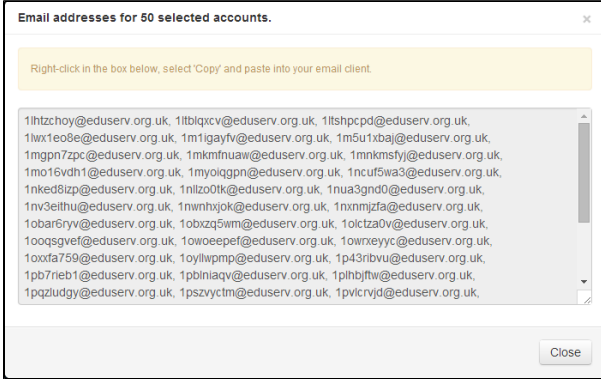 Email addresses for 50 selected accounts.
×
Right-click in the box below, select 'Copy' and paste into your email client.
1lhtzchoy@eduserv.org.uk, 1ltblqxcv@eduserv.org.uk, 1ltshpcpd@eduserv.org.uk,
1lwx1eo8e@eduserv.org.uk, 1m1igayfv@eduserv.org.uk, 1m5u1xbaj@eduserv.org.uk,
1mgpn7zpc@eduserv.org.uk, 1mkmfnuaw@eduserv.org.uk, 1mnkmsfyj@eduserv.org.uk,
1mo16vdh1@eduserv.org.uk, 1myoiqgpn@eduserv.org.uk, 1ncuf5wa3@eduserv.org.uk,
1nked8izp@eduserv.org.uk, 1nllzo0tk@eduserv.org.uk, 1nua3gnd0@eduserv.org.uk,
1nv3eithu@eduserv.org.uk, 1nwnhxjok@eduserv.org.uk, 1nxnmjzfa@eduserv.org.uk,
1obar6ryv@eduserv.org.uk, 1obxzq5wm@eduserv.org.uk, 1olctza0v@eduserv.org.uk,
1ooqsgvef@eduserv.org.uk, 1owoeepef@eduserv.org.uk, 1owrxeyyc@eduserv.org.uk,
1oxxfa759@eduserv.org.uk, 1oyllwpmp@eduserv.org.uk, 1p43ribvu@eduserv.org.uk,
1pb7rieb1@eduserv.org.uk, 1pblniaqv@eduserv.org.uk, 1plhbjftw@eduserv.org.uk,
1pqzludgy@eduserv.org.uk, 1pszvyctm@eduserv.org.uk, 1pvlcrvjd@eduserv.org.uk,
Close